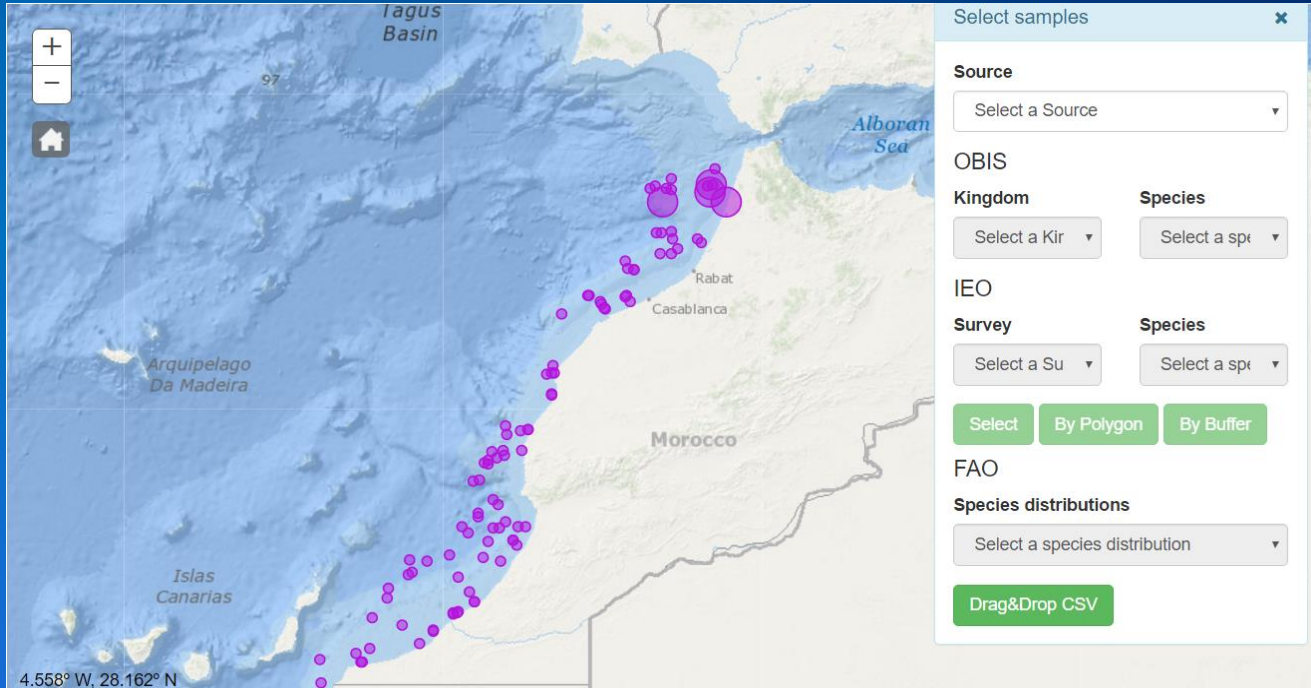 Tagus
Basin
+
−
97
Alboran
Sea
Rabat
Casablanca
Arquipelago
Da Madeira
Morocco
Islas
Canarias
4.558º W, 28.162º N
Select samples ×
Source
Select a Source
OBIS
Kingdom Species
Select a Kir Select a spe
IEO
Survey Species
Select a Su Select a spe
Select By Polygon By Buffer
FAO
Species distributions
Select a species distribution
Drag&Drop CSV